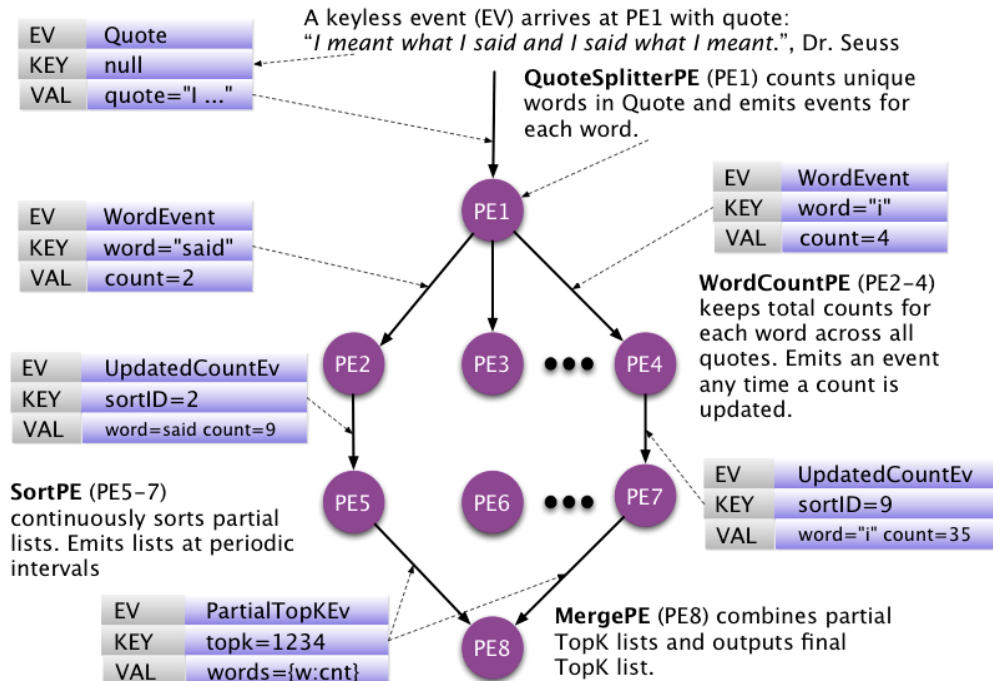 A keyless event (EV) arrives at PE1 with quote:
“I meant what I said and I said what I meant.”, Dr. Seuss
EV Quote
KEY null
VAL quote="I ..."
QuoteSplitterPE (PE1) counts unique
words in Quote and emits events for
each word.
PE1
EV WordEvent
KEY word="said"
VAL count=2
EV WordEvent
KEY word="i"
VAL count=4
WordCountPE (PE2-4)
keeps total counts for
each word across all
quotes. Emits an event
any time a count is
updated.
PE2
PE3
PE4
EV UpdatedCountEv
KEY sortID=2
VAL word=said count=9
SortPE (PE5-7)
continuously sorts partial
lists. Emits lists at periodic
intervals
PE5
PE6
PE7
EV UpdatedCountEv
KEY sortID=9
VAL word="i" count=35
EV PartialTopKEv
KEY topk=1234
VAL words={w:cnt}
PE8
MergePE (PE8) combines partial
TopK lists and outputs final
TopK list.